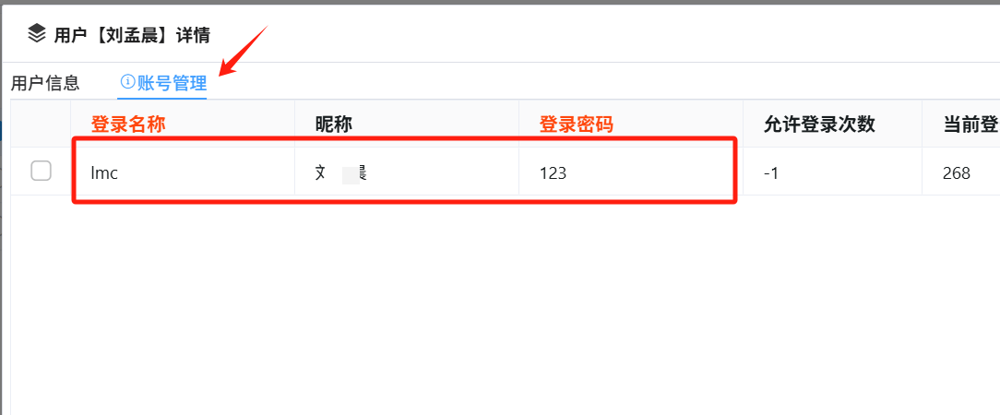 用户【刘孟晨】详情
用户信息 账号管理
登录名称 昵称 登录密码 允许登录次数 当前登
lmc 123 -1 268